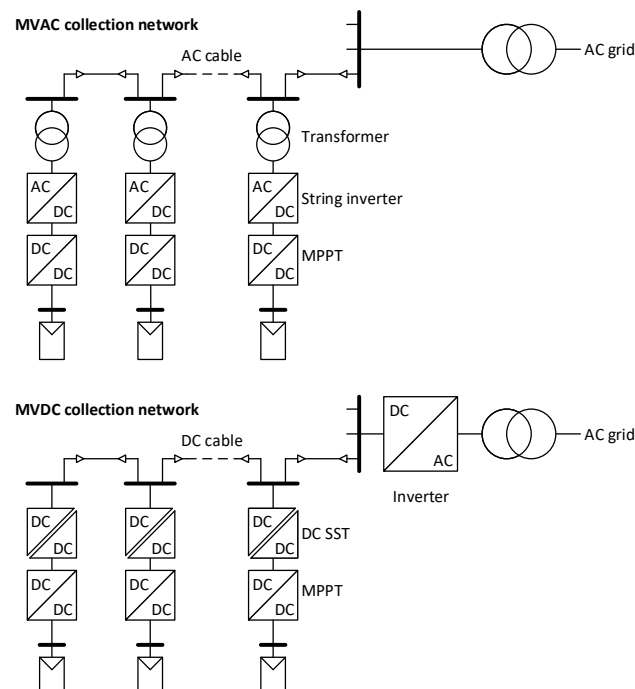 MVAC collection network
AC cable
AC grid
Transformer
AC AC AC
DC DC DC
String inverter
DC DC DC
DC DC DC
MPPT
MVDC collection network
DC cable
DC
AC
AC grid
Inverter
DC DC DC
DC DC DC
DC SST
DC DC DC
DC DC DC
MPPT